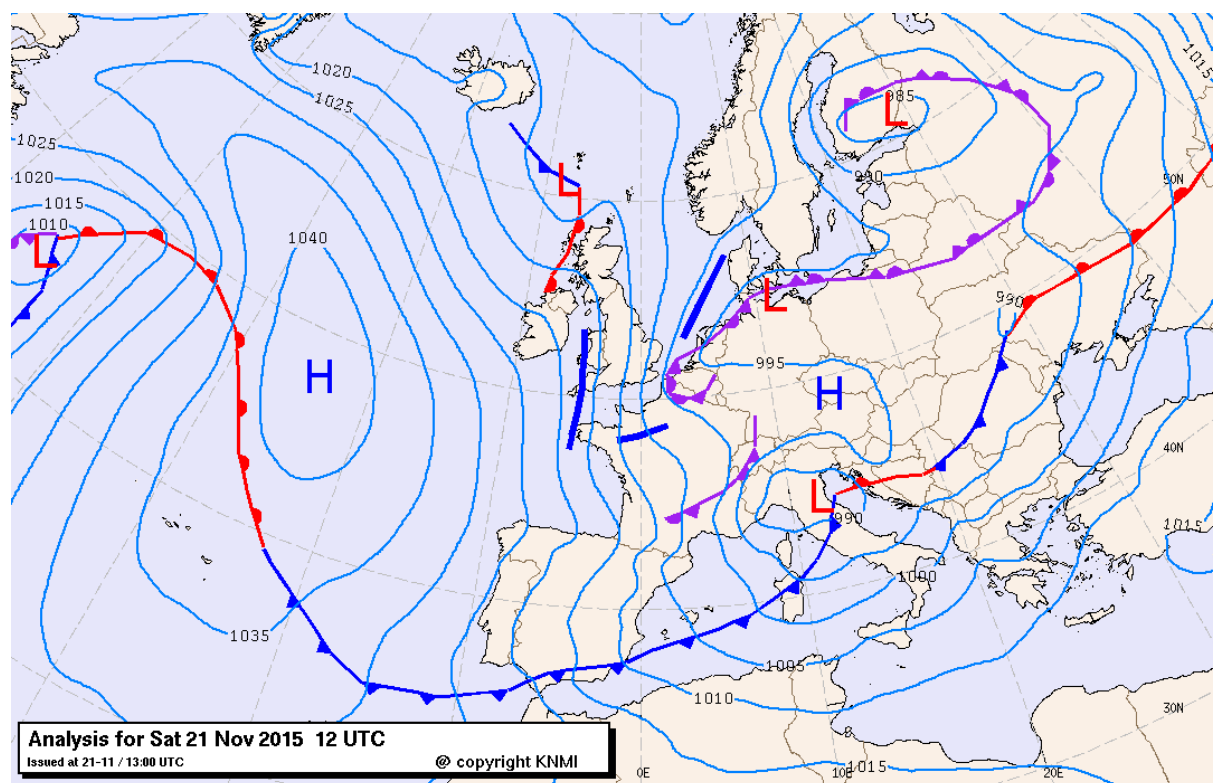 1015
1020
1025
985
1025
990
50N
1020
1015
1010
L
L
L
1040
L
990
995
H
H
40N
L
990
1015
1000
1035
1005
1010
30N
Analysis for Sat 21 Nov 2015 12 UTC
Issued at 21-11 / 13:00 UTC
@ copyright KNMI
0E
10E
1015
20E